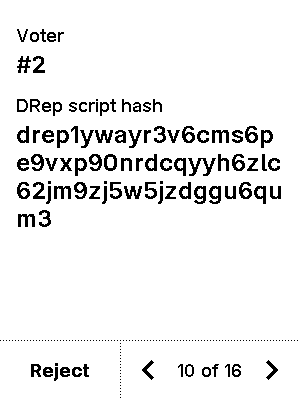 Voter
#2
DRep script hash
drep1ywayr3v6cms6p
e9vxp90nrdcqyyh6zlc
62jm9zj5w5jzdggu6qu
m3
Reject
10 of 16